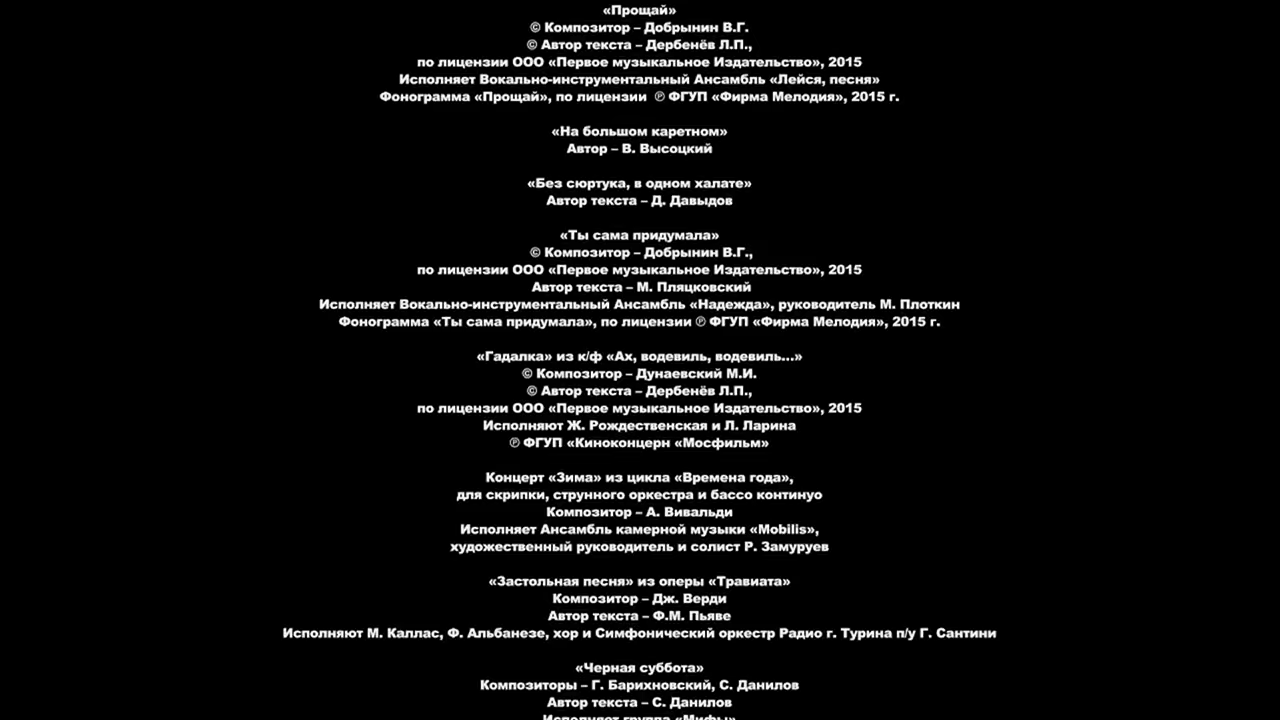 «Прощай»
© Композитор – Добрынин В.Г.
© Автор текста – Дербенёв Л.П.,
по лицензии ООО «Первое музыкальное Издательство», 2015
Исполняет Вокально-инструментальный Ансамбль «Лейся, песня»
Фонограмма «Прощай», по лицензии ℗ ФГУП «Фирма Мелодия», 2015 г.
«На большом каретном»
Автор – В. Высоцкий
«Без сюртука, в одном халате»
Автор текста – Д. Давыдов
«Ты сама придумала»
© Композитор – Добрынин В.Г.,
по лицензии ООО «Первое музыкальное Издательство», 2015
Автор текста – М. Пляцковский
Исполняет Вокально-инструментальный Ансамбль «Надежда», руководитель М. Плоткин
Фонограмма «Ты сама придумала», по лицензии ℗ ФГУП «Фирма Мелодия», 2015 г.
«Гадалка» из к/ф «Ах, водевиль, водевиль...»
© Композитор – Дунаевский М.И.
© Автор текста – Дербенёв Л.П.,
по лицензии ООО «Первое музыкальное Издательство», 2015
Исполняют Ж. Рождественская и Л. Ларина
℗ ФГУП «Киноконцерн «Мосфильм»
Концерт «Зима» из цикла «Времена года»,
для скрипки, струнного оркестра и бассо континуо
Композитор – А. Вивальди
Исполняет Ансамбль камерной музыки «Mobilis»,
художественный руководитель и солист Р. Замуруев
«Застольная песня» из оперы «Травиата»
Композитор – Дж. Верди
Автор текста – Ф.М. Пьяве
Исполняют М. Каллас, Ф. Альбанезе, хор и Симфонический оркестр Радио г. Турина п/у Г. Сантини
«Черная суббота»
Композиторы – Г. Барихновский, С. Данилов
Автор текста – С. Данилов
Исполняет группа «Мифы»